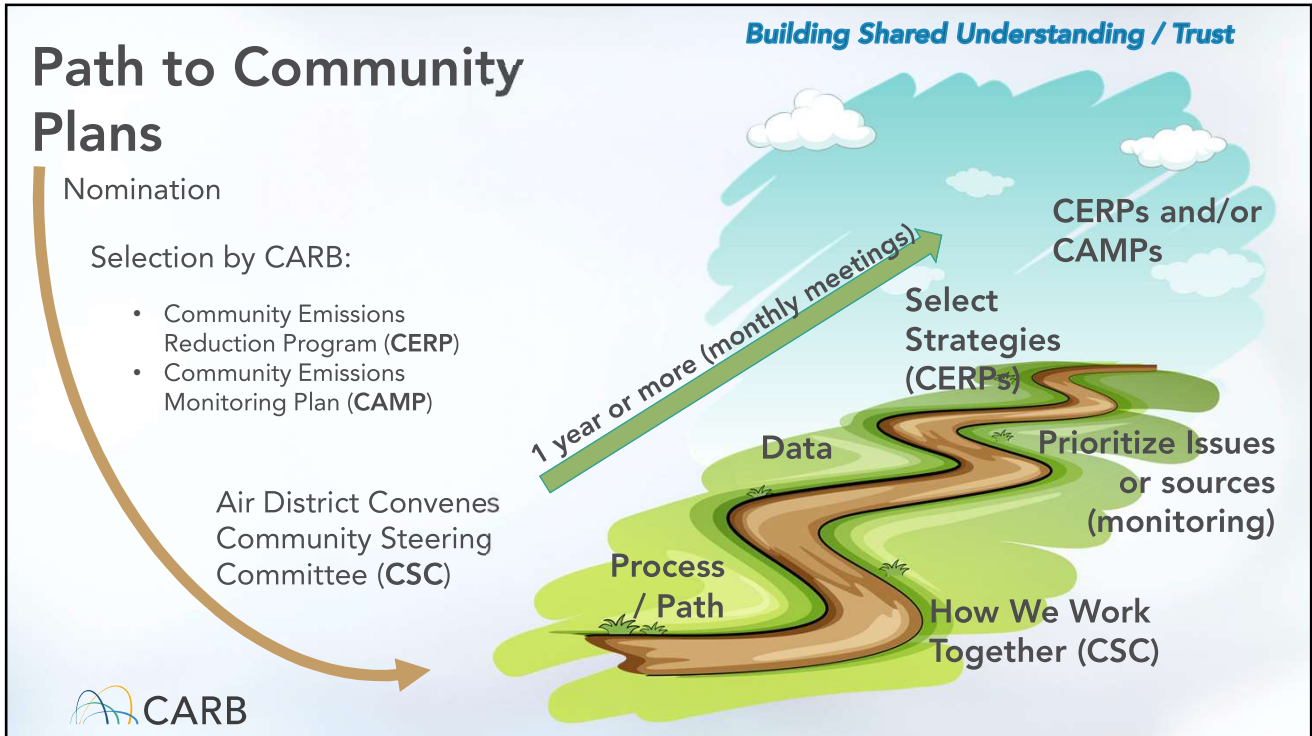 Building Shared Understanding / Trust
Path to Community
Plans
Nomination
Selection by CARB:
• Community Emissions
Reduction Program (CERP)
• Community Emissions
Monitoring Plan (CAMP)
Air District Convenes
Community Steering
Committee (CSC)
1 year or more (monthly meetings)
CERPs and/or
CAMPs
Select
Strategies
(CERPs)
Data
Prioritize Issues
or sources
(monitoring)
Process
/ Path
How We Work
Together (CSC)
CARB